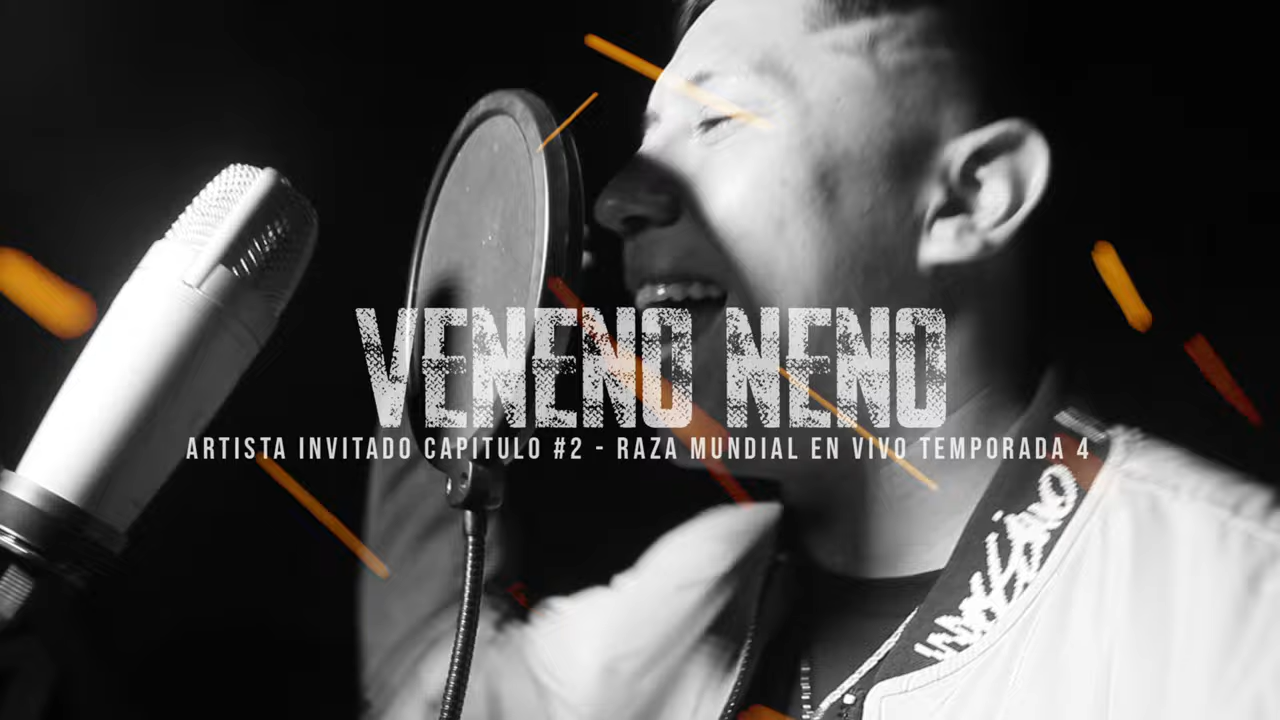 VENENO NENO
ARTISTA INVITADO CAPITULO #2 - RAZA MUNDIAL EN VIVO TEMPORADA 4